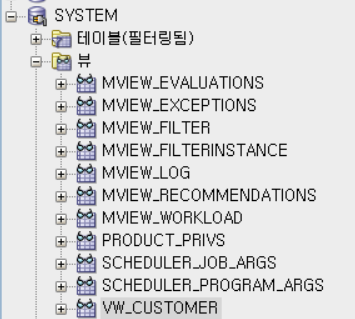 SYSTEM
테이블(필터링됨)
뷰
MVIEW_EVALUATIONS
MVIEW_EXCEPTIONS
MVIEW_FILTER
MVIEW_FILTERINSTANCE
MVIEW_LOG
MVIEW_RECOMMENDATIONS
MVIEW_WORKLOAD
PRODUCT_PRIVS
SCHEDULER_JOB_ARGS
SCHEDULER_PROGRAM_ARGS
VW_CUSTOMER